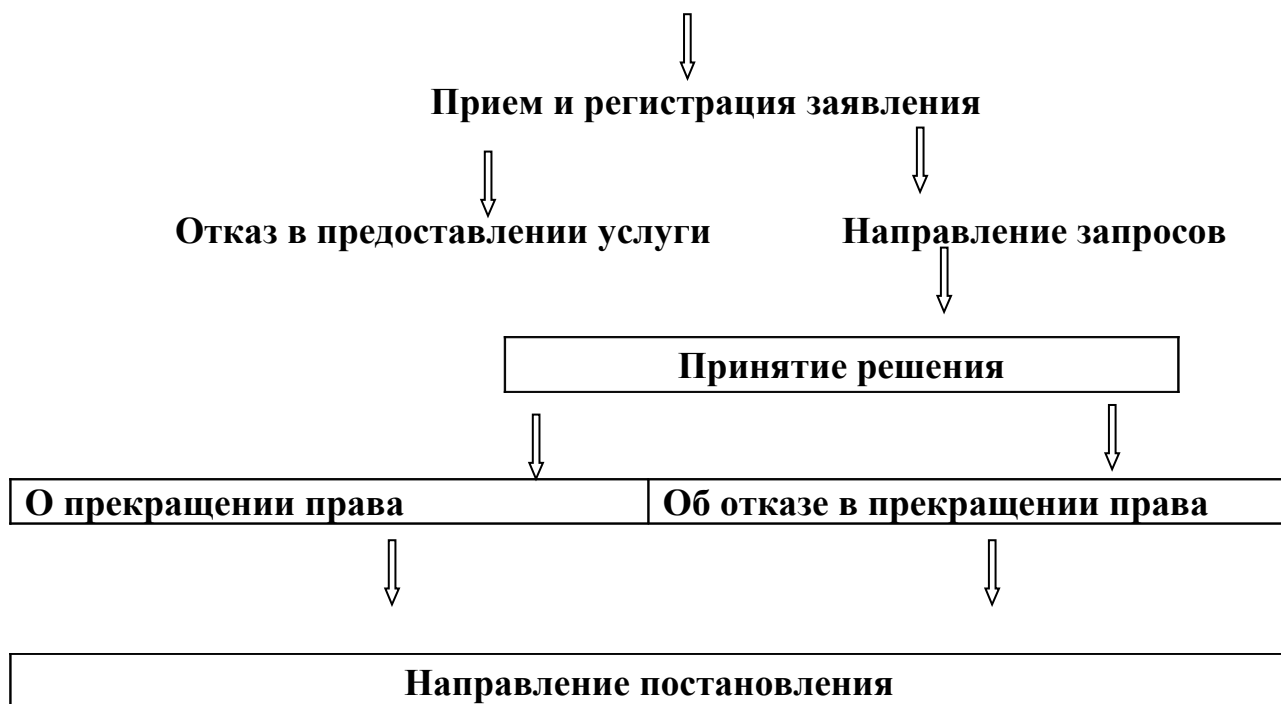 Прием и регистрация заявления
Отказ в предоставлении услуги
Направление запросов
Принятие решения
О прекращении права
Об отказе в прекращении права
Направление постановления